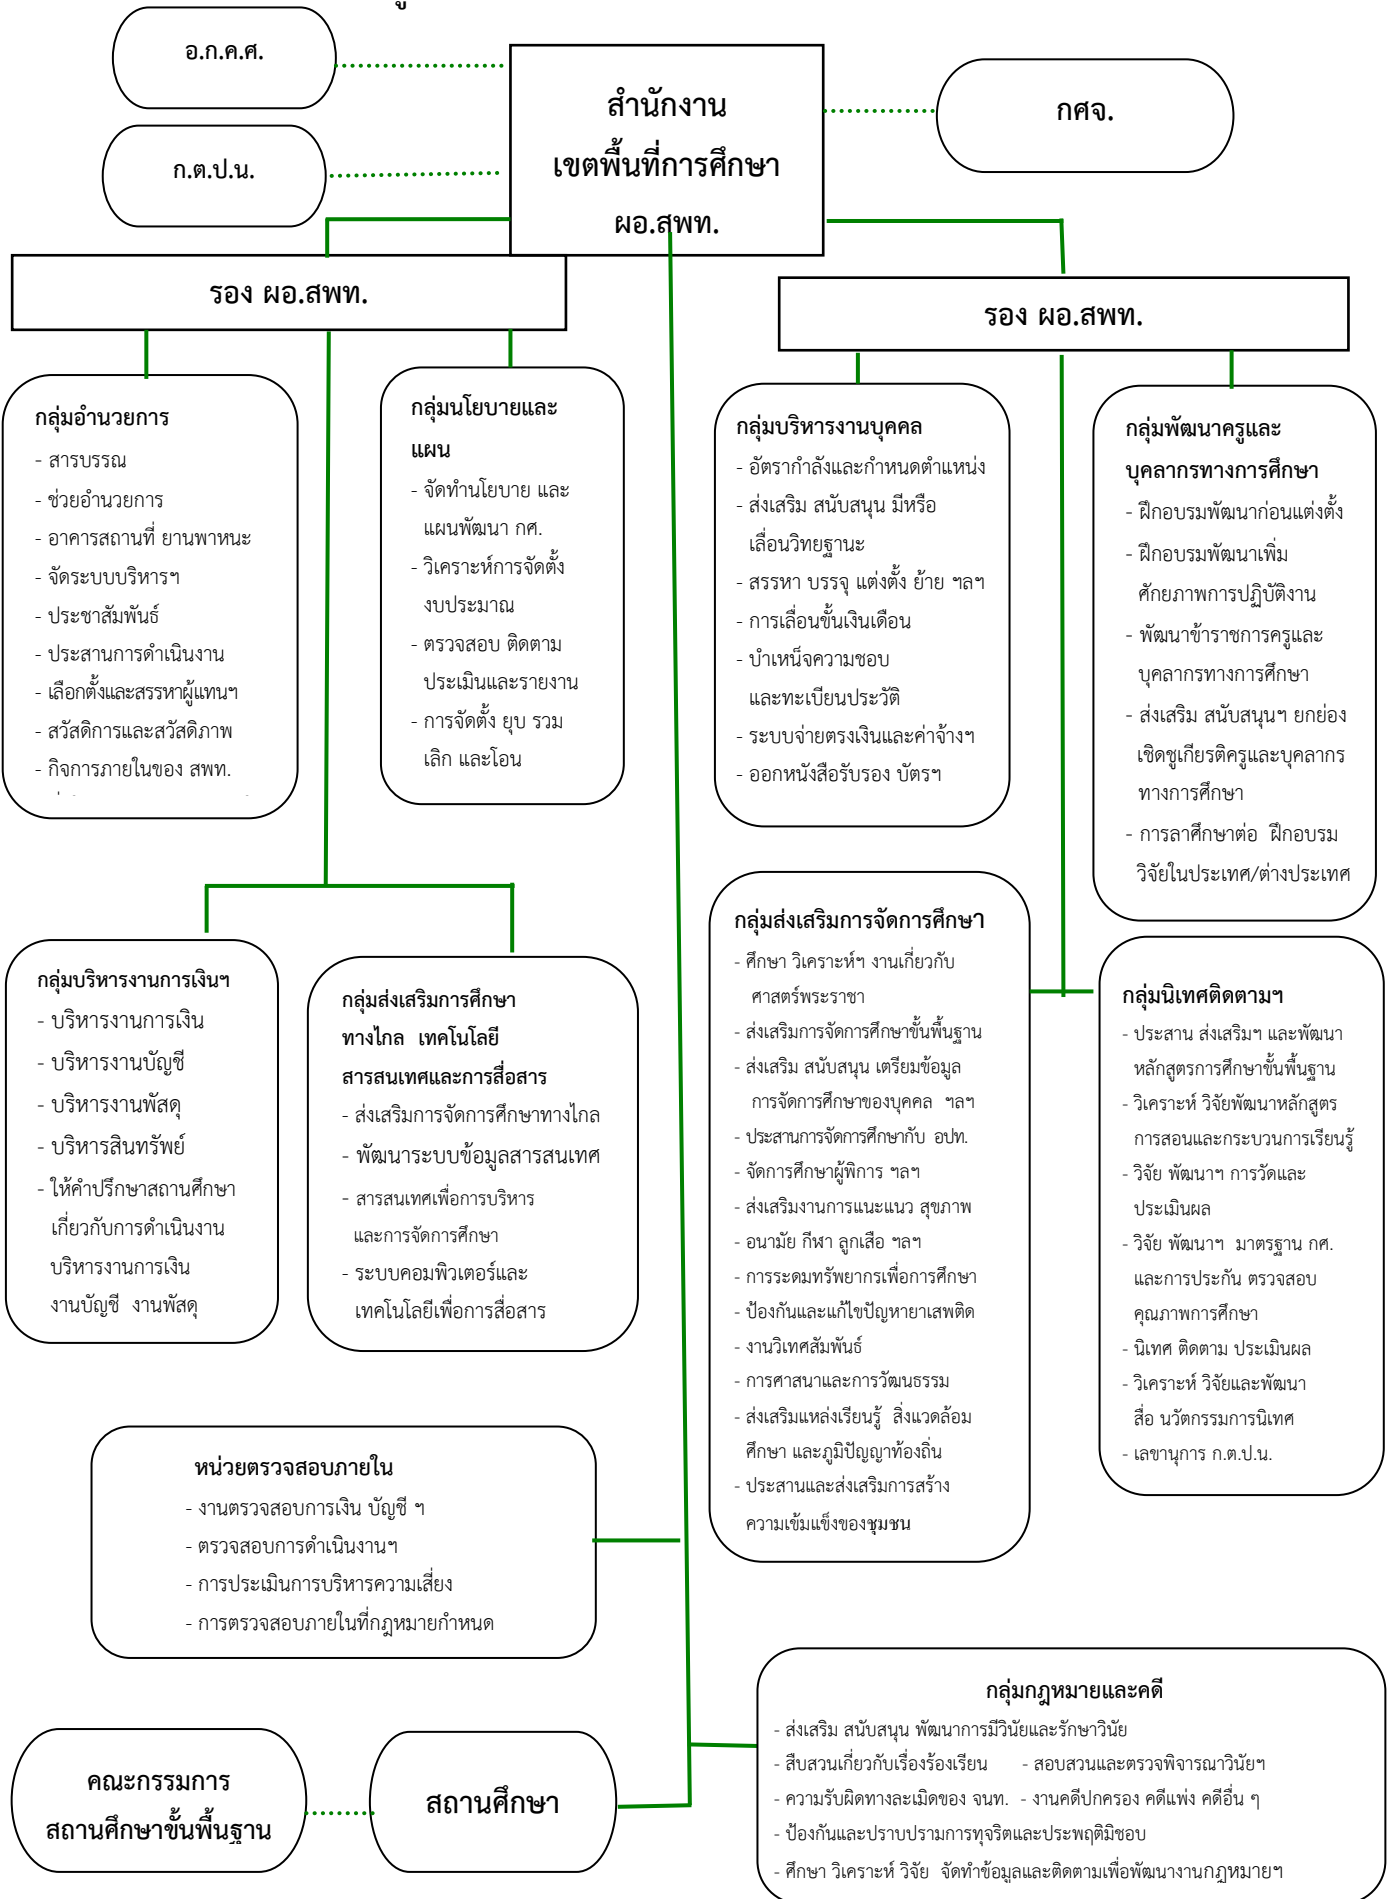 อ.ก.ค.ศ.
สำนักงาน
เขตพื้นที่การศึกษา
ผอ.สพท.
กศจ.
ก.ต.ป.น.
รอง ผอ.สพท.
รอง ผอ.สพท.
กลุ่มอำนวยการ
- สารบรรณ
- ช่วยอำนวยการ
- อาคารสถานที่ ยานพาหนะ
- จัดระบบบริหารฯ
- ประชาสัมพันธ์
- ประสานการดำเนินงาน
- เลือกตั้งและสรรหาผู้แทนฯ
- สวัสดิการและสวัสดิภาพ
- กิจการภายในของ สพท.
กลุ่มนโยบายและ
แผน
- จัดทำนโยบาย และ
แผนพัฒนา กศ.
- วิเคราะห์การจัดตั้ง
งบประมาณ
- ตรวจสอบ ติดตาม
ประเมินและรายงาน
- การจัดตั้ง ยุบ รวม
เลิก และโอน
กลุ่มบริหารงานบุคคล
- อัตรากำลังและกำหนดตำแหน่ง
- ส่งเสริม สนับสนุน มีหรือ
เลื่อนวิทยฐานะ
- สรรหา บรรจุ แต่งตั้ง ย้าย ฯลฯ
- การเลื่อนขั้นเงินเดือน
- บำเหน็จความชอบ
และทะเบียนประวัติ
- ระบบจ่ายตรงเงินและค่าจ้างฯ
- ออกหนังสือรับรอง บัตรฯ
กลุ่มพัฒนาครูและ
บุคลากรทางการศึกษา
- ฝึกอบรมพัฒนาก่อนแต่งตั้ง
- ฝึกอบรมพัฒนาเพิ่ม
ศักยภาพการปฏิบัติงาน
- พัฒนาข้าราชการครูและ
บุคลากรทางการศึกษา
- ส่งเสริม สนับสนุนฯ ยกย่อง
เชิดชูเกียรติครูและบุคลากร
ทางการศึกษา
- การลาศึกษาต่อ ฝึกอบรม
วิจัยในประเทศ/ต่างประเทศ
กลุ่มบริหารงานการเงินฯ
- บริหารงานการเงิน
- บริหารงานบัญชี
- บริหารงานพัสดุ
- บริหารสินทรัพย์
- ให้คำปรึกษาสถานศึกษา
เกี่ยวกับการดำเนินงาน
บริหารงานการเงิน
งานบัญชี งานพัสดุ
กลุ่มส่งเสริมการศึกษา
ทางไกล เทคโนโลยี
สารสนเทศและการสื่อสาร
- ส่งเสริมการจัดการศึกษาทางไกล
- พัฒนาระบบข้อมูลสารสนเทศ
- สารสนเทศเพื่อการบริหาร
และการจัดการศึกษา
- ระบบคอมพิวเตอร์และ
เทคโนโลยีเพื่อการสื่อสาร
กลุ่มส่งเสริมการจัดการศึกษา
- ศึกษา วิเคราะห์ฯ งานเกี่ยวกับ
ศาสตร์พระราชา
- ส่งเสริมการจัดการศึกษาขั้นพื้นฐาน
- ส่งเสริม สนับสนุน เตรียมข้อมูล
การจัดการศึกษาของบุคคล ฯลฯ
- ประสานการจัดการศึกษากับ อปท.
- จัดการศึกษาผู้พิการ ฯลฯ
- ส่งเสริมงานการแนะแนว สุขภาพ
- อนามัย กีฬา ลูกเสือ ฯลฯ
- การระดมทรัพยากรเพื่อการศึกษา
- ป้องกันและแก้ไขปัญหายาเสพติด
- งานวิเทศสัมพันธ์
- การศาสนาและการวัฒนธรรม
- ส่งเสริมแหล่งเรียนรู้ สิ่งแวดล้อม
ศึกษา และภูมิปัญญาท้องถิ่น
- ประสานและส่งเสริมการสร้าง
ความเข้มแข็งของชุมชน
กลุ่มนิเทศติดตามฯ
- ประสาน ส่งเสริมฯ และพัฒนา
หลักสูตรการศึกษาขั้นพื้นฐาน
- วิเคราะห์ วิจัยพัฒนาหลักสูตร
การสอนและกระบวนการเรียนรู้
- วิจัย พัฒนาฯ การวัดและ
ประเมินผล
- วิจัย พัฒนาฯ มาตรฐาน กศ.
และการประกัน ตรวจสอบ
คุณภาพการศึกษา
- นิเทศ ติดตาม ประเมินผล
- วิเคราะห์ วิจัยและพัฒนา
สื่อ นวัตกรรมการนิเทศ
- เลขานุการ ก.ต.ป.น.
หน่วยตรวจสอบภายใน
- งานตรวจสอบการเงิน บัญชี ฯ
- ตรวจสอบการดำเนินงานฯ
- การประเมินการบริหารความเสี่ยง
- การตรวจสอบภายในที่กฎหมายกำหนด
กลุ่มกฎหมายและคดี
- ส่งเสริม สนับสนุน พัฒนาการมีวินัยและรักษาวินัย
- สืบสวนเกี่ยวกับเรื่องร้องเรียน - สอบสวนและตรวจพิจารณาวินัยฯ
- ความรับผิดทางละเมิดของ จนท. - งานคดีปกครอง คดีแพ่ง คดีอื่น ๆ
- ป้องกันและปราบปรามการทุจริตและประพฤติมิชอบ
- ศึกษา วิเคราะห์ วิจัย จัดทำข้อมูลและติดตามเพื่อพัฒนางานกฎหมายฯ
คณะกรรมการ
สถานศึกษาขั้นพื้นฐาน
สถานศึกษา